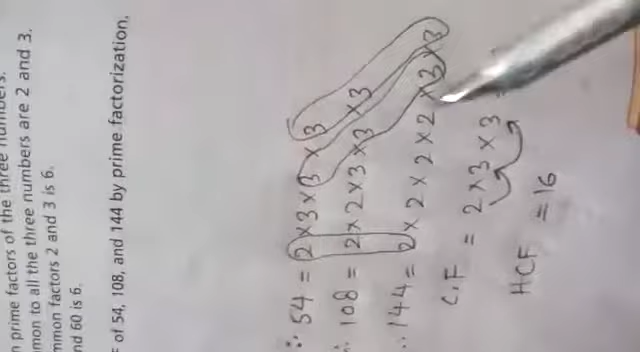 n prime factors of the three numbers.
mon to all the three numbers are 2 and 3.
mmon factors 2 and 3 is 6.
nd 60 is 6.
F of 54, 108, and 144 by prime factorization,
∴ 54 = 2×3×3×3
∴ 108 = 2×2×3×3×3
∴ 144 = 2×2×2×2×3×3
C.F = 2×3×3
HCF = 16